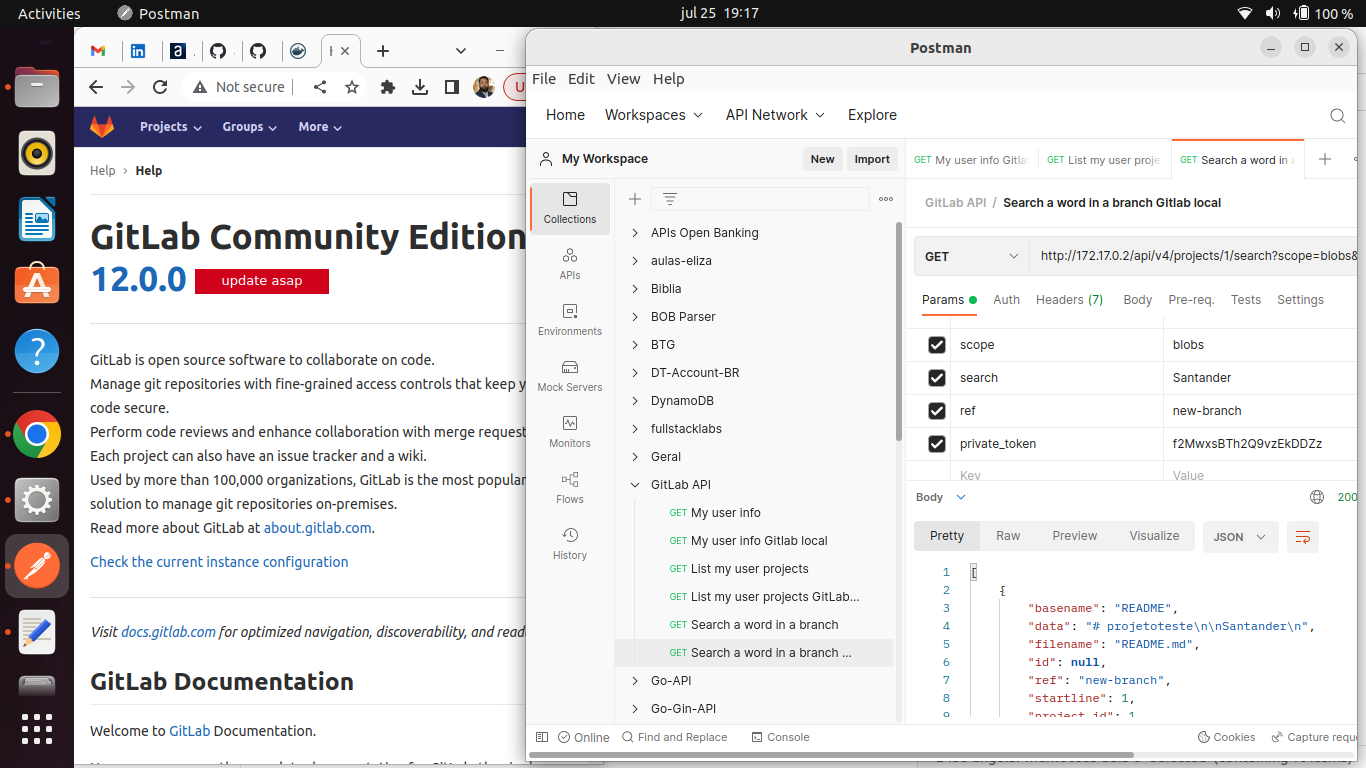 Activities
Postman
jul 25 19:17
100 %
Not secure
Projects
Groups
More
Help > Help
GitLab Community Edition
12.0.0 update asap
GitLab is open source software to collaborate on code.
Manage git repositories with fine-grained access controls that keep y
code secure.
Perform code reviews and enhance collaboration with merge request
Each project can also have an issue tracker and a wiki.
Used by more than 100,000 organizations, GitLab is the most popular
solution to manage git repositories on-premises.
Read more about GitLab at about.gitlab.com.
Check the current instance configuration
Visit docs.gitlab.com for optimized navigation, discoverability, and read
GitLab Documentation
Welcome to GitLab Documentation.
Postman
File Edit View Help
Home Workspaces API Network Explore
My Workspace New Import
GET My user info Gitla
GET List my user proje
GET Search a word in a
Collections
APIs
Environments
Mock Servers
Monitors
Flows
History
APIs Open Banking
aulas-eliza
Biblia
BOB Parser
BTG
DT-Account-BR
DynamoDB
fullstacklabs
Geral
GitLab API
GET My user info
GET My user info Gitlab local
GET List my user projects
GET List my user projects GitLab...
GET Search a word in a branch
GET Search a word in a branch ...
Go-API
Go-Gin-API
GitLab API / Search a word in a branch Gitlab local
GET http://172.17.0.2/api/v4/projects/1/search?scope=blobs&
Params Auth Headers (7) Body Pre-req. Tests Settings
scope blobs
search Santander
ref new-branch
private_token f2MwxsBTh2Q9vzEkDDZz
Key Value
Body 200
Pretty Raw Preview Visualize JSON
1 [
2 {
3 "basename": "README",
4 "data": "# projetoteste\n\nSantander\n",
5 "filename": "README.md",
6 "id": null,
7 "ref": "new-branch",
8 "startline": 1,
9 "project_id": 1
Online Find and Replace Console Cookies Capture reque